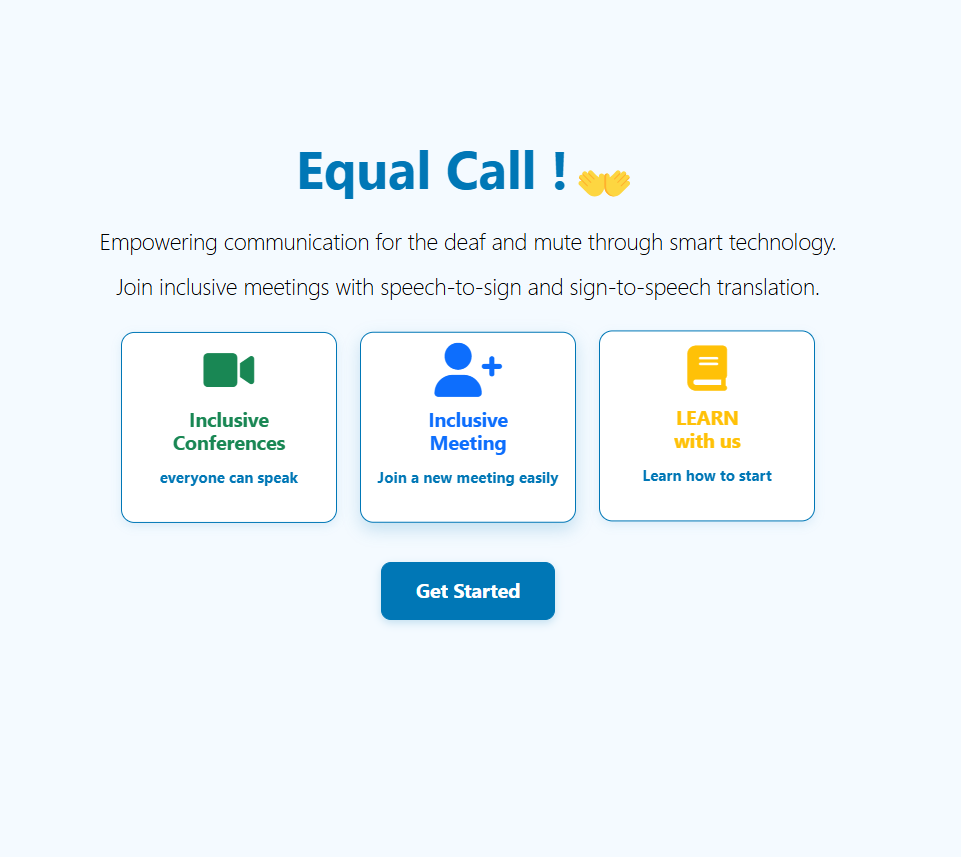 Equal Call !
Empowering communication for the deaf and mute through smart technology.
Join inclusive meetings with speech-to-sign and sign-to-speech translation.
Inclusive
Conferences
everyone can speak
Inclusive
Meeting
Join a new meeting easily
LEARN
with us
Learn how to start
Get Started